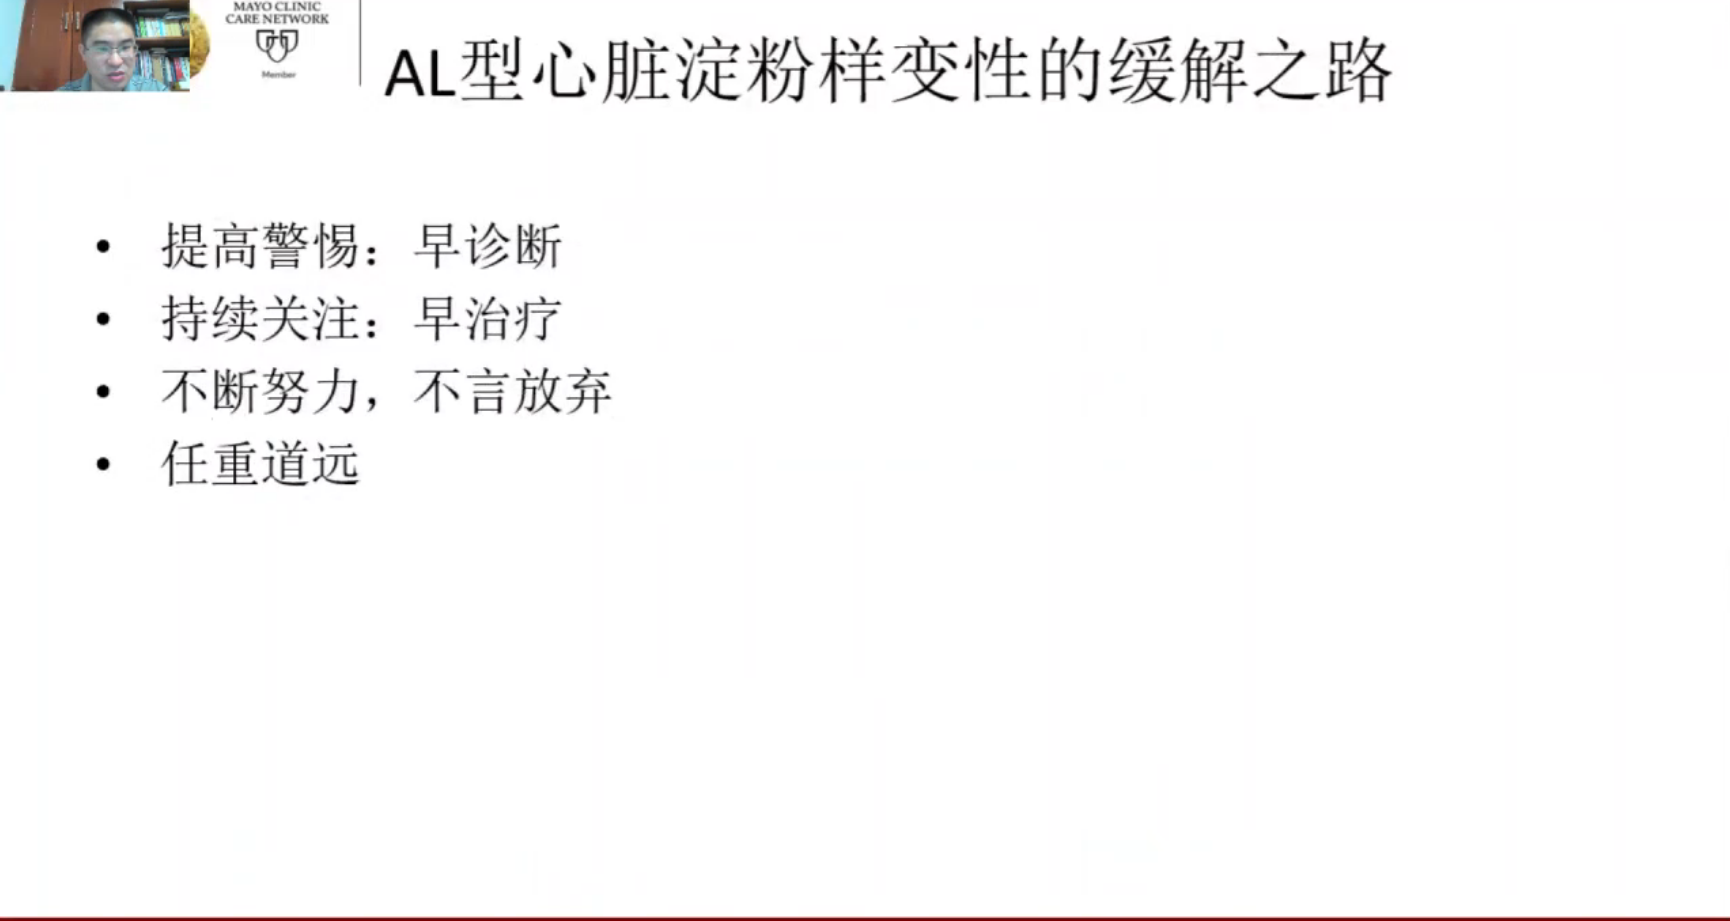 MAYO CLINIC
CARE NETWORK
Member
AL型心脏淀粉样变性的缓解之路
• 提高警惕：早诊断
• 持续关注：早治疗
• 不断努力，不言放弃
• 任重道远